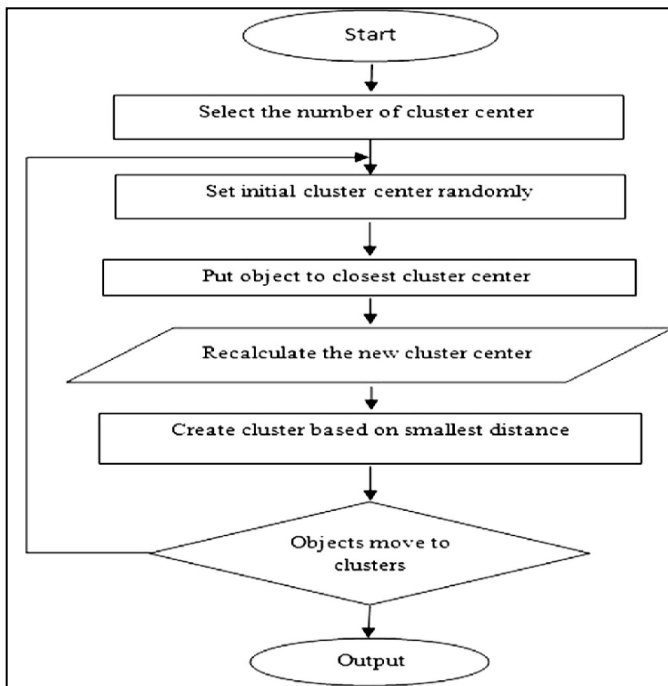 Start
Select the number of cluster center
Set initial cluster center randomly
Put object to closest cluster center
Recalculate the new cluster center
Create cluster based on smallest distance
Objects move to
clusters
Output